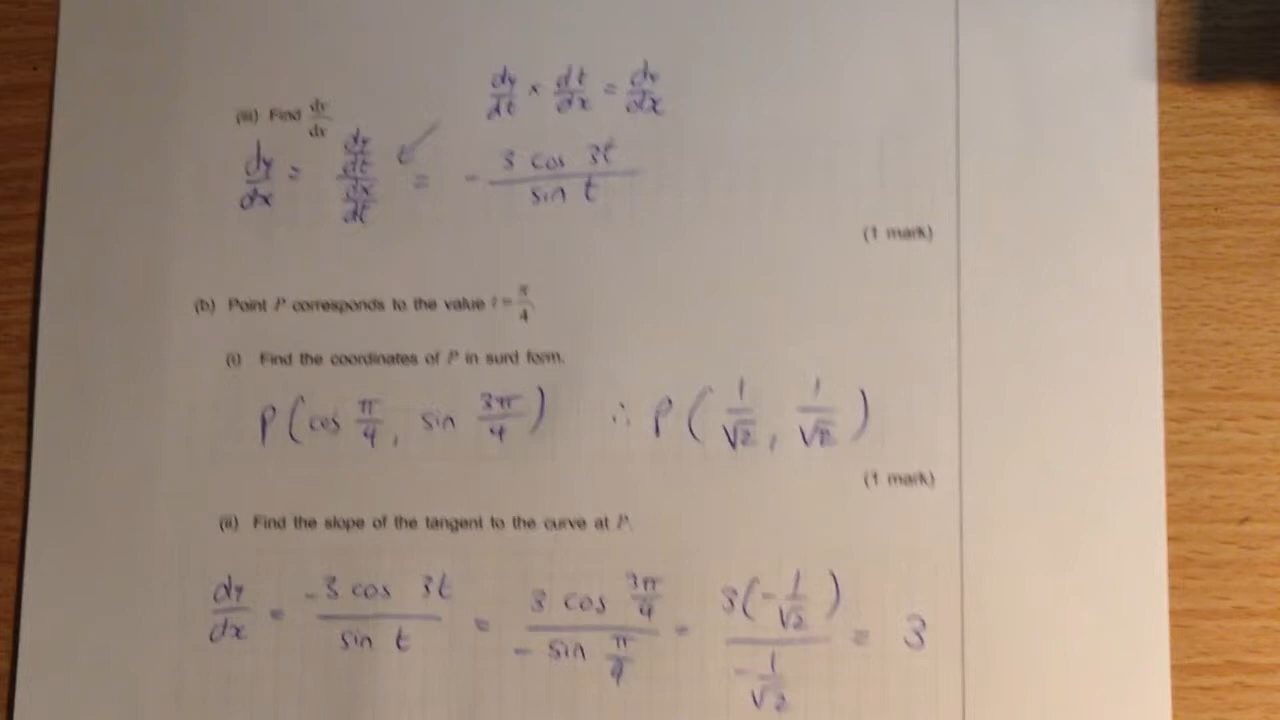 dy/dt × dt/dx = dy/dx
(iii) Find dy/dx
dy/dx = (dy/dt)/(dx/dt) = - 3 cos 3t / sin t
(1 mark)
(b) Point P corresponds to the value t = π/4
(i) Find the coordinates of P in surd form.
P(cos π/4, sin 3π/4) ∴ P(1/√2, 1/√2)
(1 mark)
(ii) Find the slope of the tangent to the curve at P.
dy/dx = -3 cos 3t / sin t = 3 cos 3π/4 / - sin π/4 = 3(-1/√2) / -1/√2 = 3